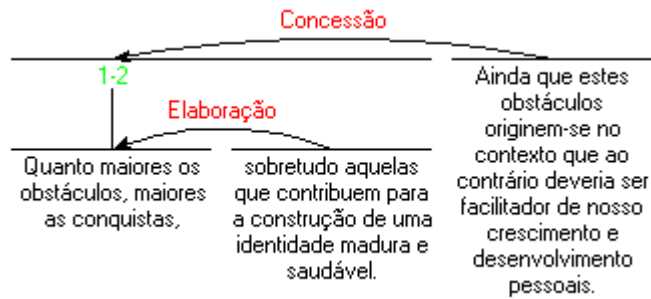 Concessão
1-2
Elaboração
Quanto maiores os
obstáculos, maiores
as conquistas,
sobretudo aquelas
que contribuem para
a construção de uma
identidade madura e
saudável.
Ainda que estes
obstáculos
originem-se no
contexto que ao
contrário deveria ser
facilitador de nosso
crescimento e
desenvolvimento
pessoais.